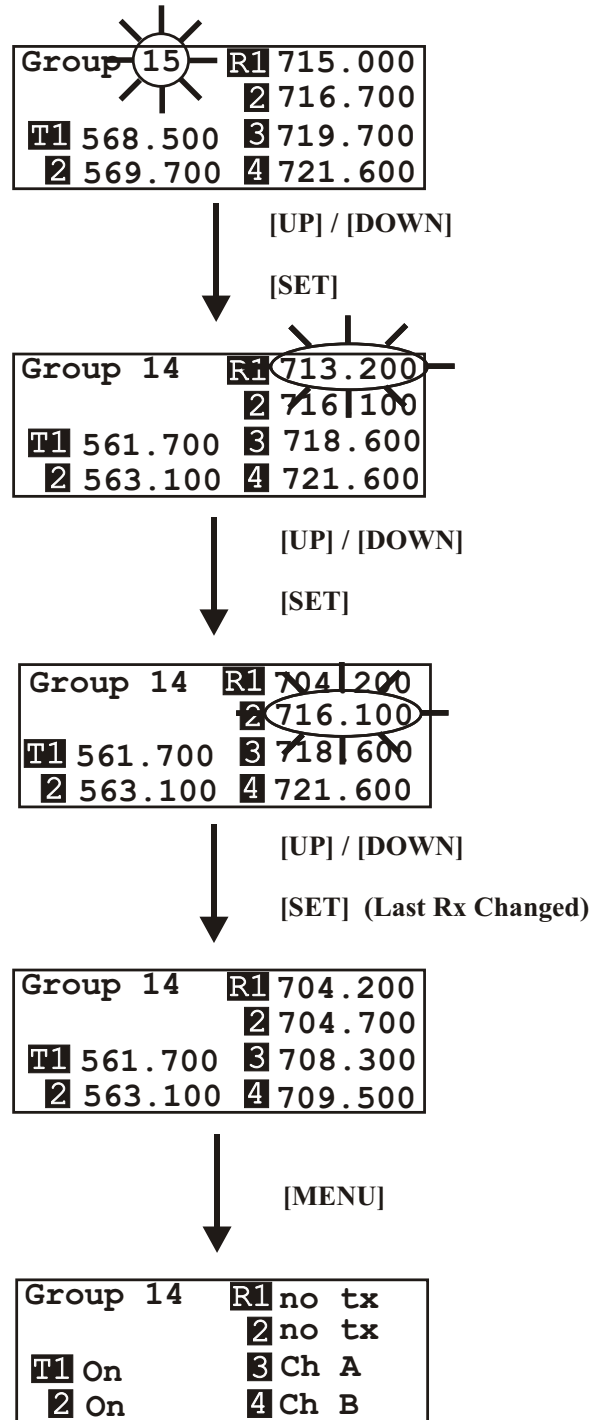 Group 15 R1 715.000
2 716.700
T1 568.500 3 719.700
2 569.700 4 721.600
[UP] / [DOWN]
[SET]
Group 14 R1 713.200
2 716.100
T1 561.700 3 718.600
2 563.100 4 721.600
[UP] / [DOWN]
[SET]
Group 14 R1 704.200
2 716.100
T1 561.700 3 718.600
2 563.100 4 721.600
[UP] / [DOWN]
[SET] (Last Rx Changed)
Group 14 R1 704.200
2 704.700
T1 561.700 3 708.300
2 563.100 4 709.500
[MENU]
Group 14 R1 no tx
2 no tx
T1 On 3 Ch A
2 On 4 Ch B